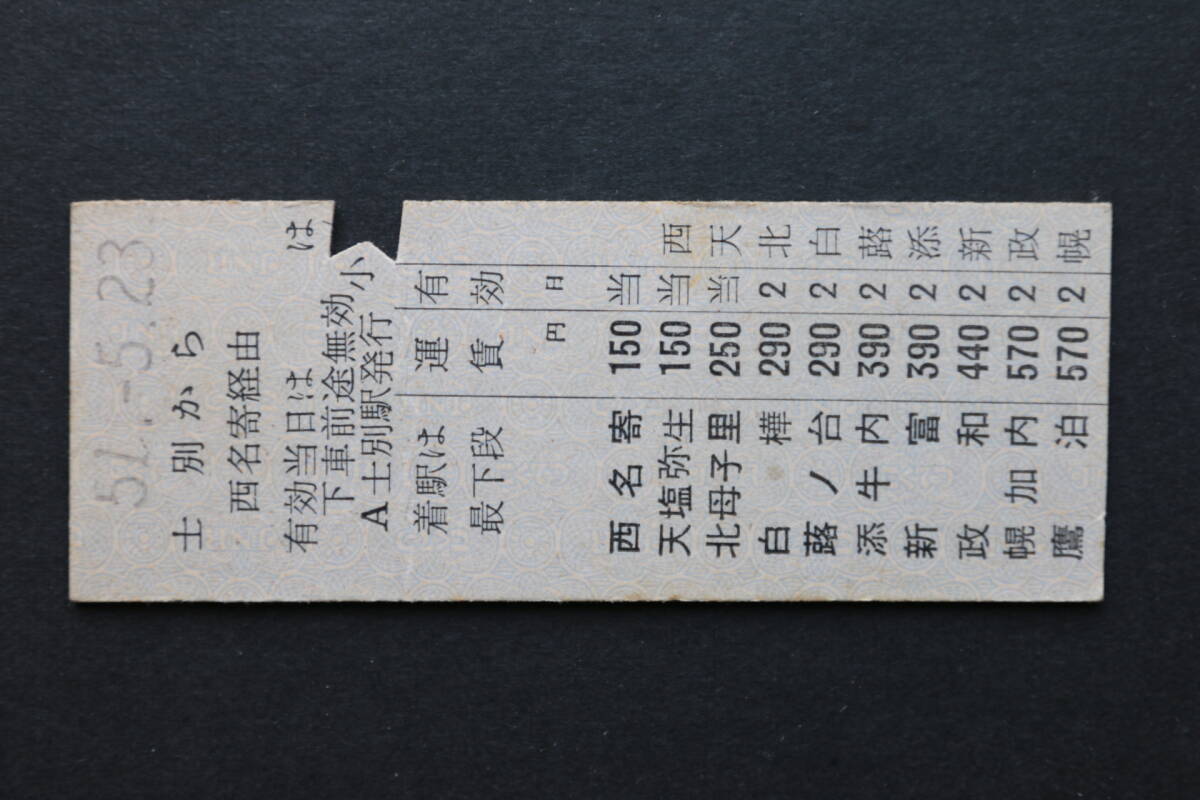 51.-5.23
士別から
西名寄経由
有効当日は
は、
下車前途無効
A士別駅発行 小
着駅は 運 有
最下段 賃 効
円 日
西名寄 150 当 西
天塩弥生 150 当 天
北母子里 250 当 北
白樺 290 2 白
蕗ノ台 290 2 蕗
添牛内 390 2 添
新富 390 2 新
政和 440 2 政
幌加内 570 2 政
鷹泊 570 2 幌